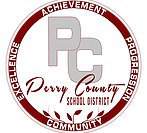 ACHIEVEMENT
EXCELLENCE
PROGRESSION
PC
Perry County
SCHOOL DISTRICT
COMMUNITY